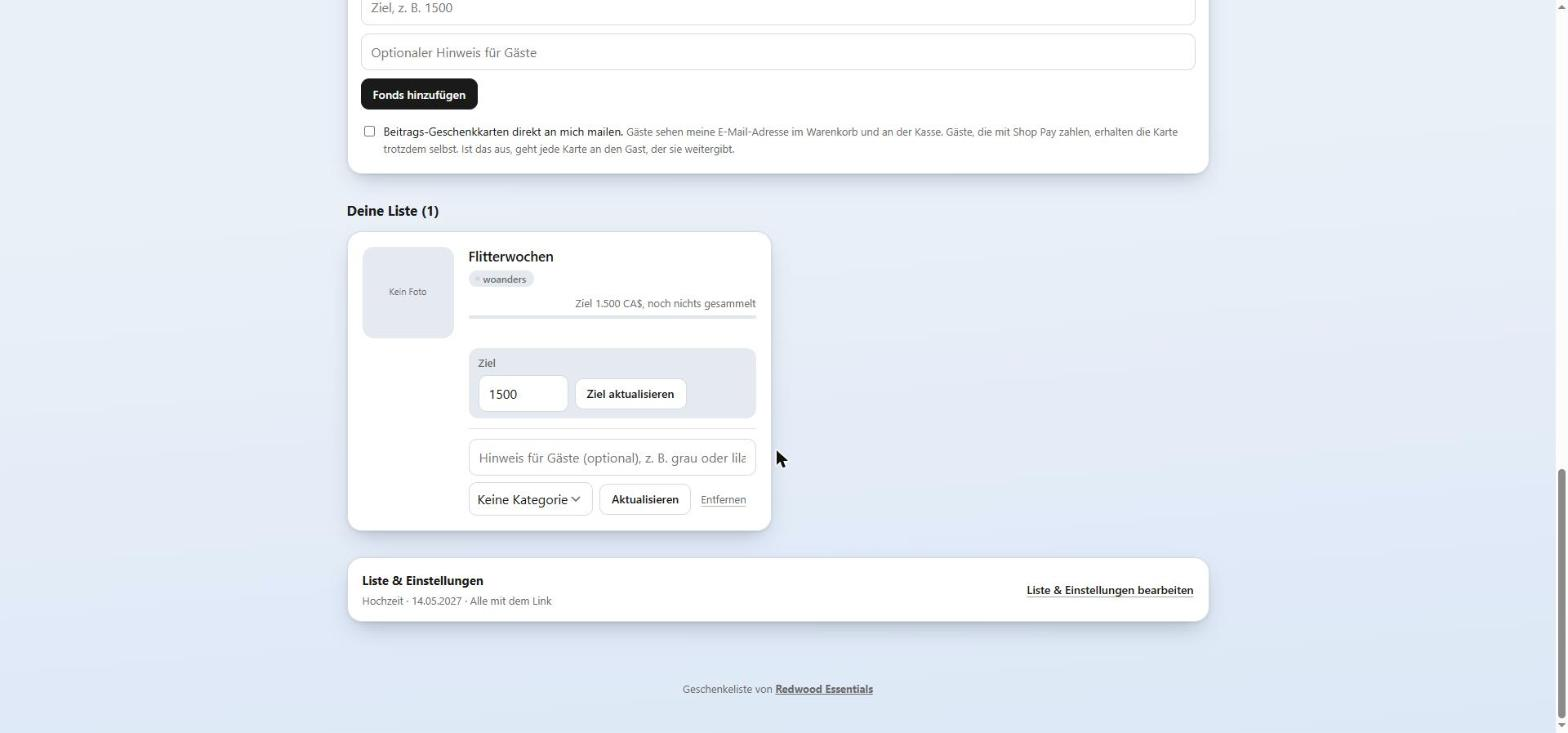 Ziel, z. B. 1500
Optionaler Hinweis für Gäste
Fonds hinzufügen
Beitrags-Geschenkkarten direkt an mich mailen. Gäste sehen meine E-Mail-Adresse im Warenkorb und an der Kasse. Gäste, die mit Shop Pay zahlen, erhalten die Karte
trotzdem selbst. Ist das aus, geht jede Karte an den Gast, der sie weitergibt.
Deine Liste (1)
Kein Foto
Flitterwochen
woanders
Ziel 1.500 CA$, noch nichts gesammelt
Ziel
1500
Ziel aktualisieren
Hinweis für Gäste (optional), z. B. grau oder lila
Keine Kategorie
Aktualisieren
Entfernen
Liste & Einstellungen
Hochzeit · 14.05.2027 · Alle mit dem Link
Liste & Einstellungen bearbeiten
Geschenkeliste von Redwood Essentials